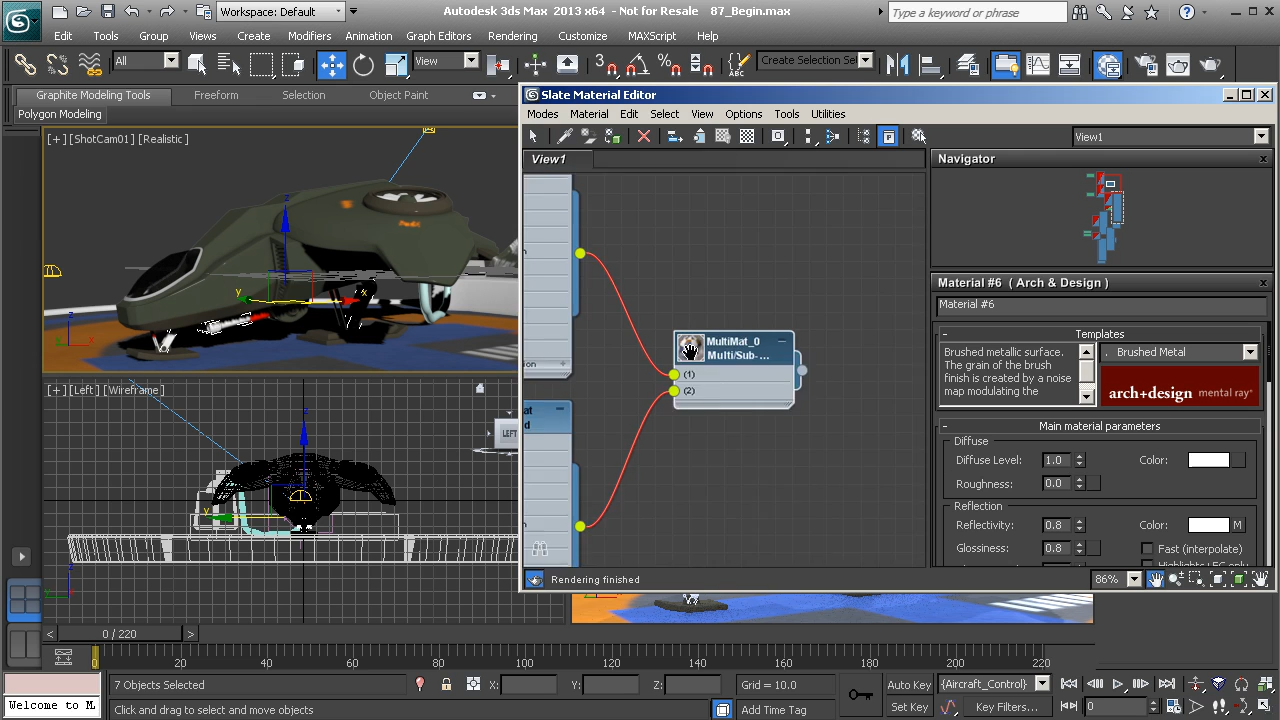 Workspace: Default
Autodesk 3ds Max 2013 x64 - Not for Resale 87_Begin.max
Type a keyword or phrase
Edit Tools Group Views Create Modifiers Animation Graph Editors Rendering Customize MAXScript Help
All
View
Create Selection Set
Graphite Modeling Tools Freeform Selection Object Paint
Polygon Modeling
[+] [ShotCam01] [Realistic]
z
y
x
z
x
[+] [Left] [Wireframe]
z
LEFT
y
z
Slate Material Editor
Modes Material Edit Select View Options Tools Utilities
View1
View1
Navigator
MultiMat_0
Multi/Sub-...
(1)
(2)
Material #6 ( Arch & Design )
Material #6
Templates
Brushed metallic surface.
The grain of the brush
finish is created by a noise
map modulating the
. Brushed Metal
arch+design mental ray®
Main material parameters
Diffuse
Diffuse Level: 1.0 Color:
Roughness: 0.0
Reflection
Reflectivity: 0.8 Color: M
Glossiness: 0.8 Fast (interpolate)
Rendering finished
86%
0 / 220
0 20 40 60 80 100 120 140 160 180 200 220
7 Objects Selected X: Y: Z: Grid = 10.0 Auto Key {Aircraft_Control}
Welcome to M. Click and drag to select and move objects Add Time Tag Set Key Key Filters... 0